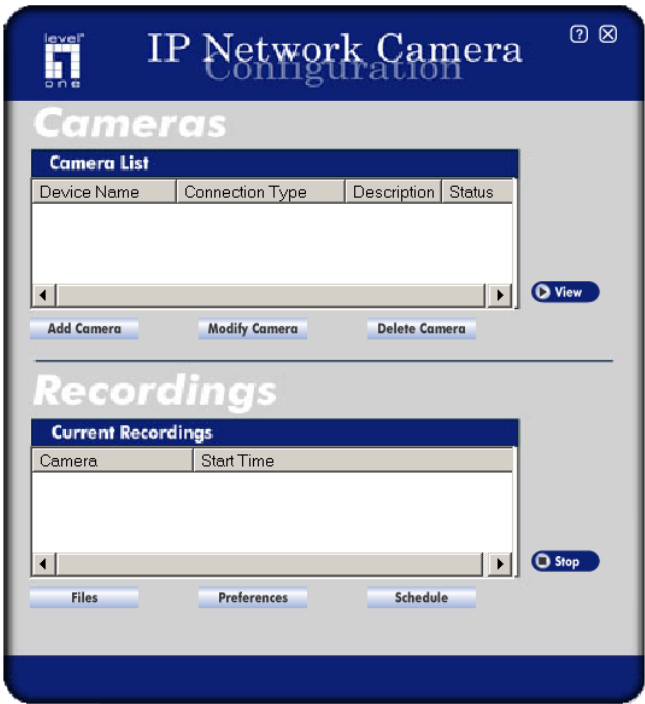 level
one
IP Network Camera
Configuration
?
Cameras
Camera List
Device Name Connection Type Description Status
View
Add Camera Modify Camera Delete Camera
Recordings
Current Recordings
Camera Start Time
Stop
Files Preferences Schedule